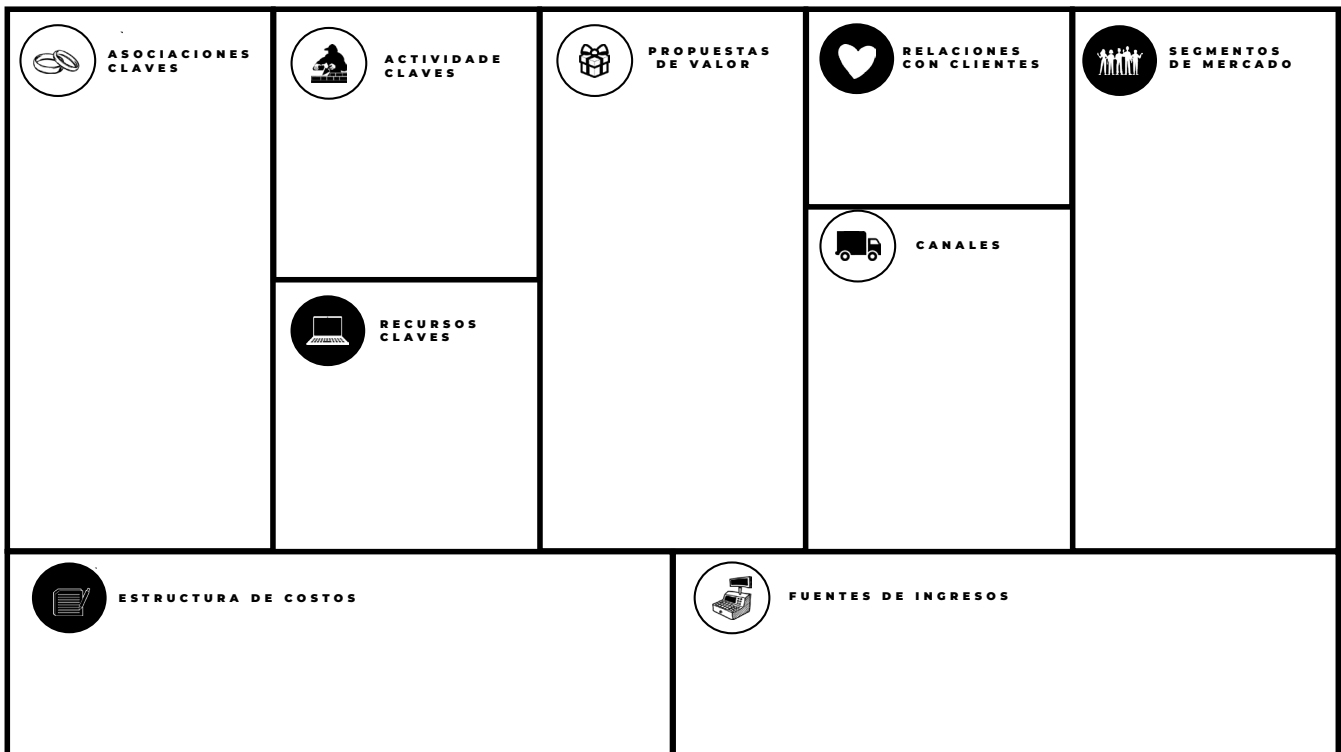 ASOCIACIONES
CLAVES
ACTIVIDADE
CLAVES
PROPUESTAS
DE VALOR
RELACIONES
CON CLIENTES
SEGMENTOS
DE MERCADO
CANALES
RECURSOS
CLAVES
ESTRUCTURA DE COSTOS
FUENTES DE INGRESOS